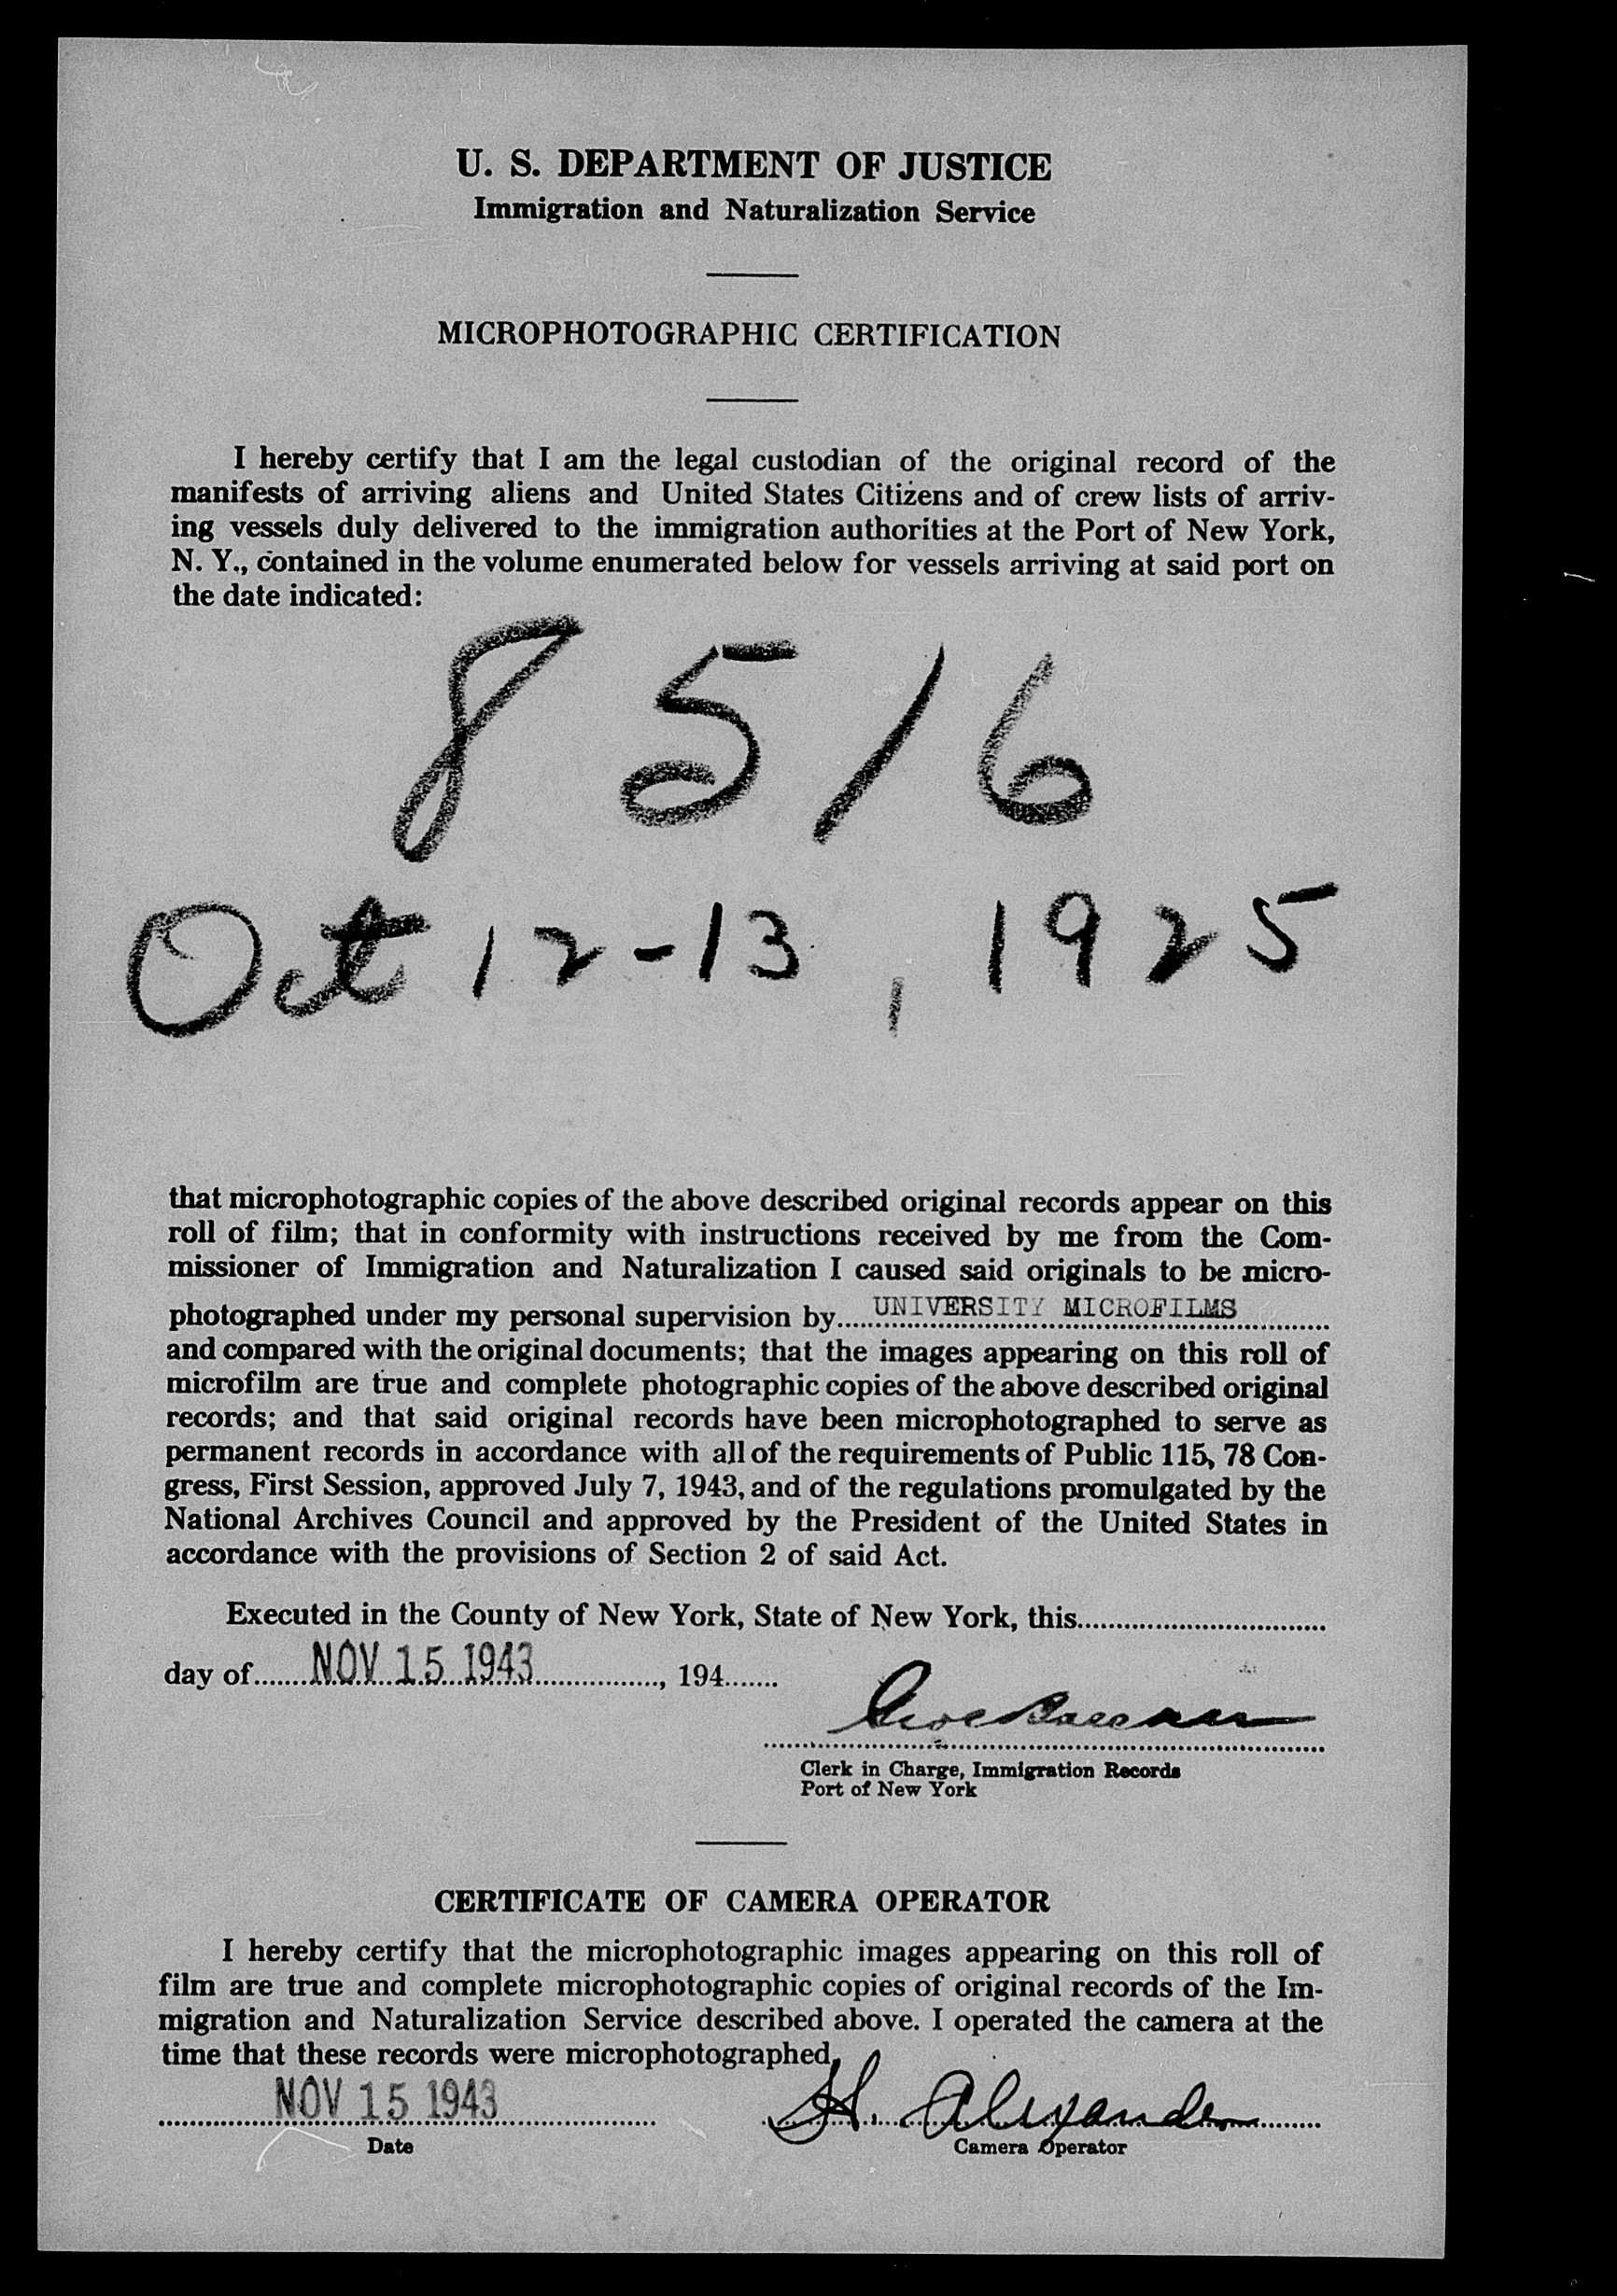 U. S. DEPARTMENT OF JUSTICE
Immigration and Naturalization Service
MICROPHOTOGRAPHIC CERTIFICATION
I hereby certify that I am the legal custodian of the original record of the
manifests of arriving aliens and United States Citizens and of crew lists of arriv-
ing vessels duly delivered to the immigration authorities at the Port of New York,
N. Y., contained in the volume enumerated below for vessels arriving at said port on
the date indicated:
8516
Oct 12-13, 1925
that microphotographic copies of the above described original records appear on this
roll of film; that in conformity with instructions received by me from the Com-
missioner of Immigration and Naturalization I caused said originals to be micro-
photographed under my personal supervision by UNIVERSITY MICROFILMS
and compared with the original documents; that the images appearing on this roll of
microfilm are true and complete photographic copies of the above described original
records; and that said original records have been microphotographed to serve as
permanent records in accordance with all of the requirements of Public 115, 78 Con-
gress, First Session, approved July 7, 1943, and of the regulations promulgated by the
National Archives Council and approved by the President of the United States in
accordance with the provisions of Section 2 of said Act.
Executed in the County of New York, State of New York, this
day of NOV 15 1943, 194
Clerk in Charge, Immigration Records
Port of New York
CERTIFICATE OF CAMERA OPERATOR
I hereby certify that the microphotographic images appearing on this roll of
film are true and complete microphotographic copies of original records of the Im-
migration and Naturalization Service described above. I operated the camera at the
time that these records were microphotographed.
NOV 15 1943 H. Alexander
Date Camera Operator